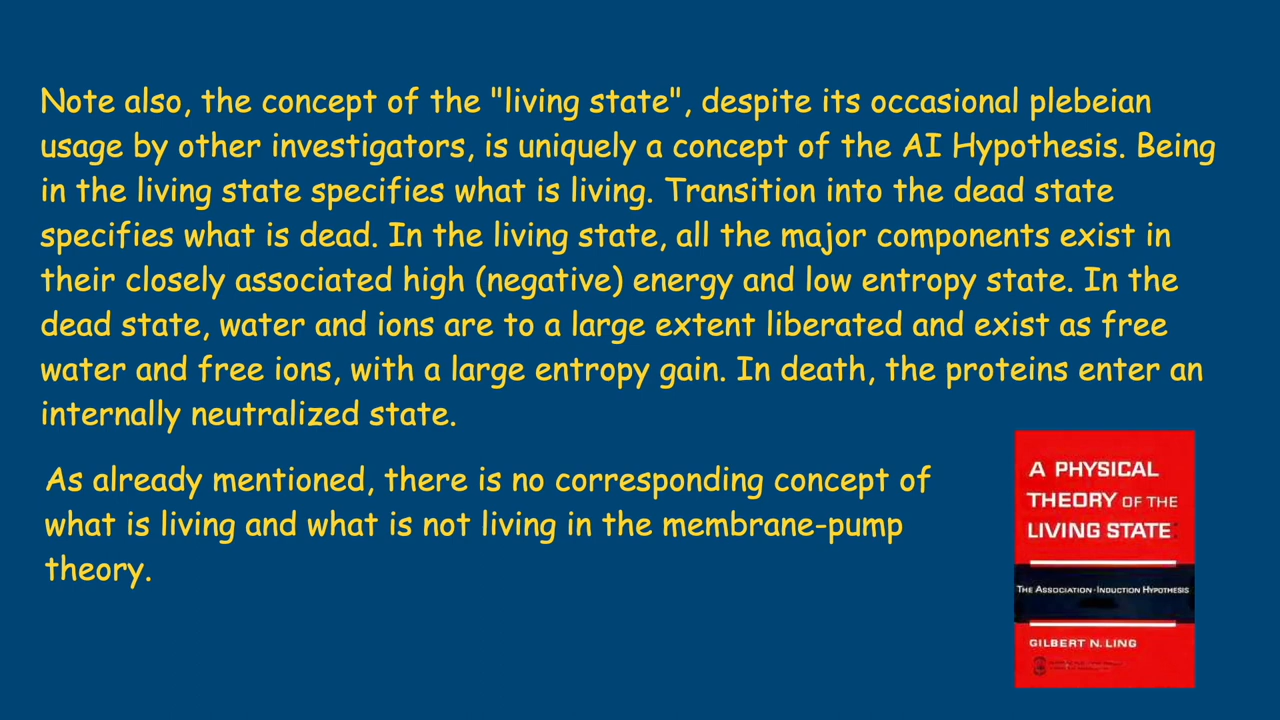 Note also, the concept of the "living state", despite its occasional plebeian
usage by other investigators, is uniquely a concept of the AI Hypothesis. Being
in the living state specifies what is living. Transition into the dead state
specifies what is dead. In the living state, all the major components exist in
their closely associated high (negative) energy and low entropy state. In the
dead state, water and ions are to a large extent liberated and exist as free
water and free ions, with a large entropy gain. In death, the proteins enter an
internally neutralized state.
As already mentioned, there is no corresponding concept of
what is living and what is not living in the membrane-pump
theory.
A PHYSICAL
THEORY OF THE
LIVING STATE
THE ASSOCIATION-INDUCTION HYPOTHESIS
GILBERT N. LING